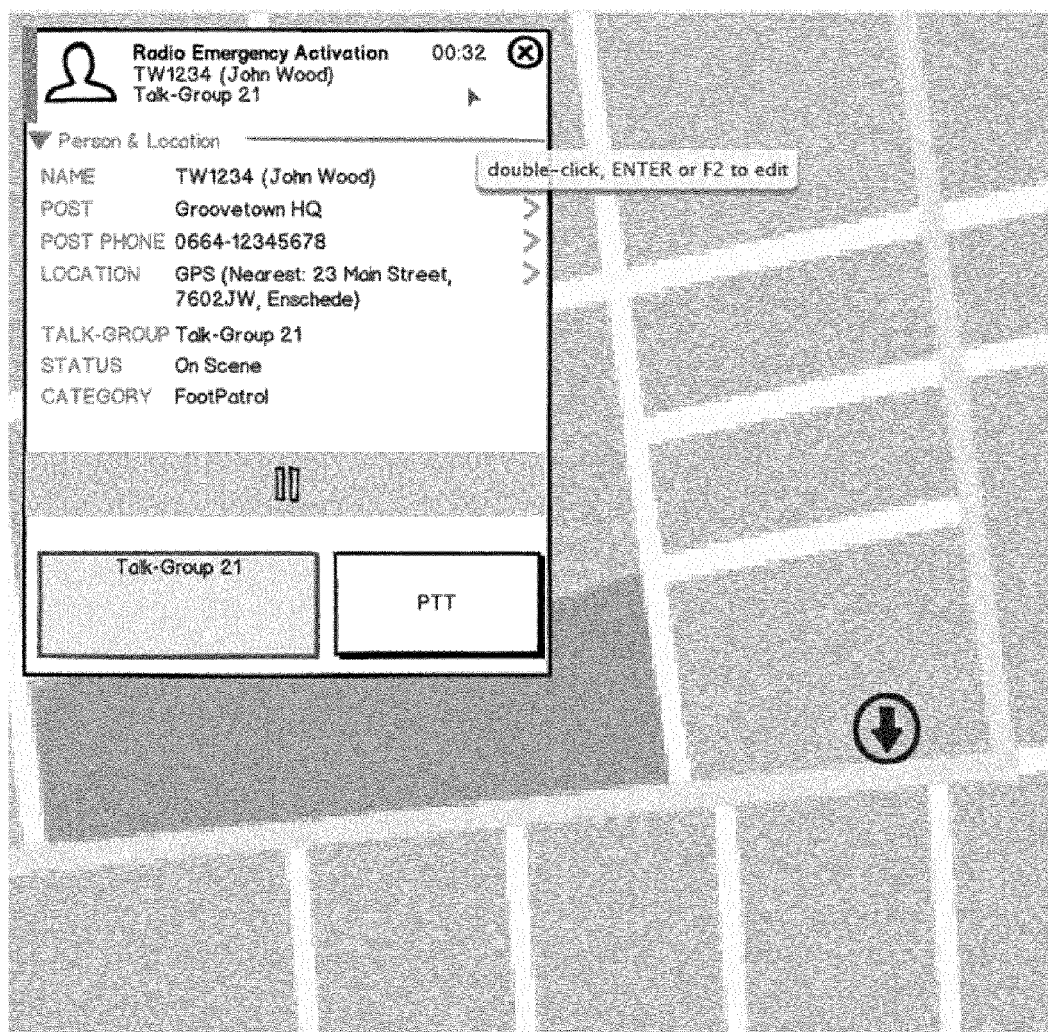 Radio Emergency Activation 00:32
TW1234 (John Wood)
Talk-Group 21
Person & Location
double-click, ENTER or F2 to edit
NAME TW1234 (John Wood)
POST Groovetown HQ
POST PHONE 0664-12345678
LOCATION GPS (Nearest: 23 Main Street,
7602JW, Enschede)
TALK-GROUP Talk-Group 21
STATUS On Scene
CATEGORY FootPatrol
Talk-Group 21
PTT